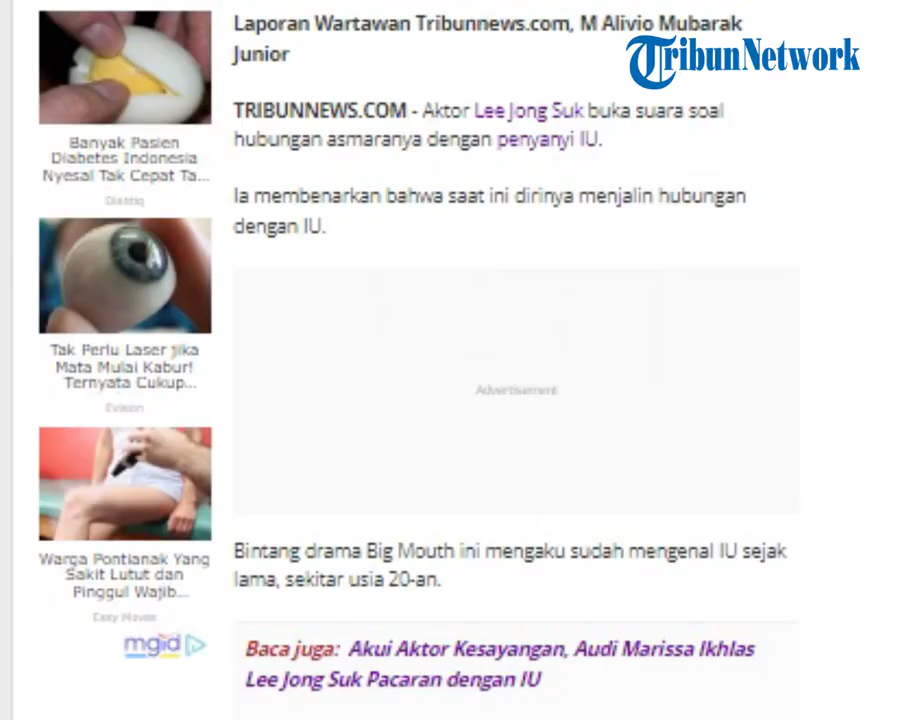 Laporan Wartawan Tribunnews.com, M Alivio Mubarak
Junior
TribunNetwork
TRIBUNNEWS.COM - Aktor Lee Jong Suk buka suara soal
hubungan asmaranya dengan penyanyi IU.
Ia membenarkan bahwa saat ini dirinya menjalin hubungan
dengan IU.
Advertisement
Bintang drama Big Mouth ini mengaku sudah mengenal IU sejak
lama, sekitar usia 20-an.
Baca juga: Akui Aktor Kesayangan, Audi Marissa Ikhlas
Lee Jong Suk Pacaran dengan IU
Banyak Pasien
Diabetes Indonesia
Nyesal Tak Cepat Ta...
Tak Perlu Laser Jika
Mata Mulai Kabur!
Ternyata Cukup...
Warga Pontianak Yang
Sakit Lutut dan
Pinggul Wajib...
mgid